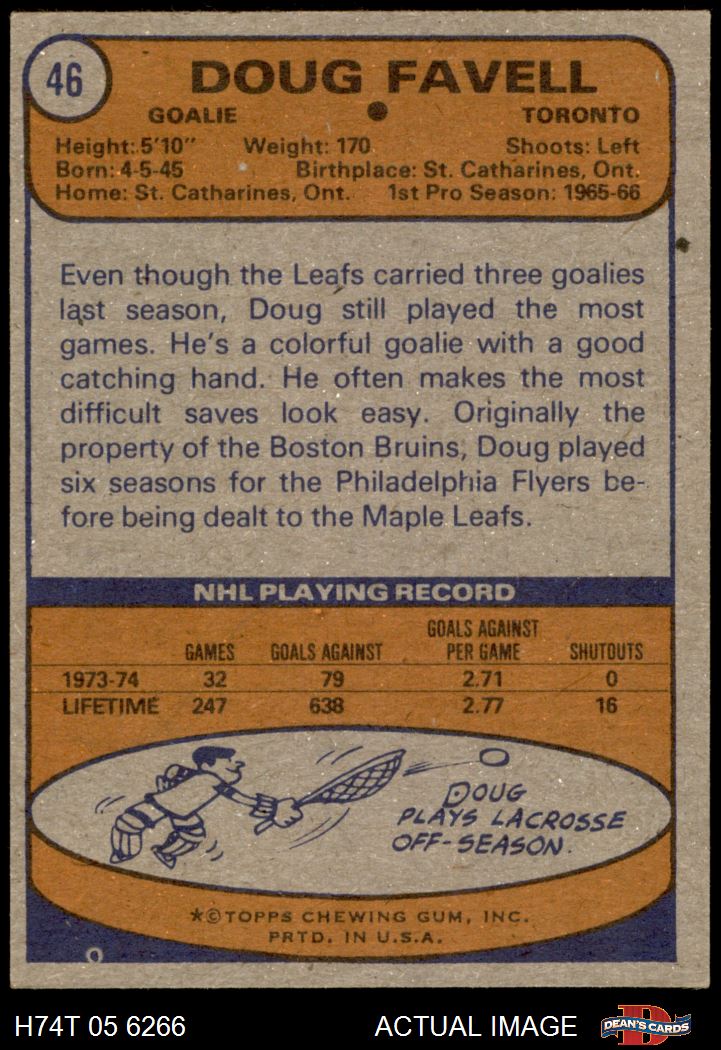 46
DOUG FAVELL
GOALIE TORONTO
Height: 5'10" Weight: 170 Shoots: Left
Born: 4-5-45 Birthplace: St. Catharines, Ont.
Home: St. Catharines, Ont. 1st Pro Season: 1965-66
Even though the Leafs carried three goalies
last season, Doug still played the most
games. He's a colorful goalie with a good
catching hand. He often makes the most
difficult saves look easy. Originally the
property of the Boston Bruins, Doug played
six seasons for the Philadelphia Flyers be-
fore being dealt to the Maple Leafs.
NHL PLAYING RECORD
GAMES GOALS AGAINST GOALS AGAINST PER GAME SHUTOUTS
1973-74 32 79 2.71 0
LIFETIME 247 638 2.77 16
DOUG
PLAYS LACROSSE
OFF-SEASON.
*©TOPPS CHEWING GUM, INC.
PRTD. IN U.S.A.
H74T 05 6266 ACTUAL IMAGE D DEAN'S CARDS